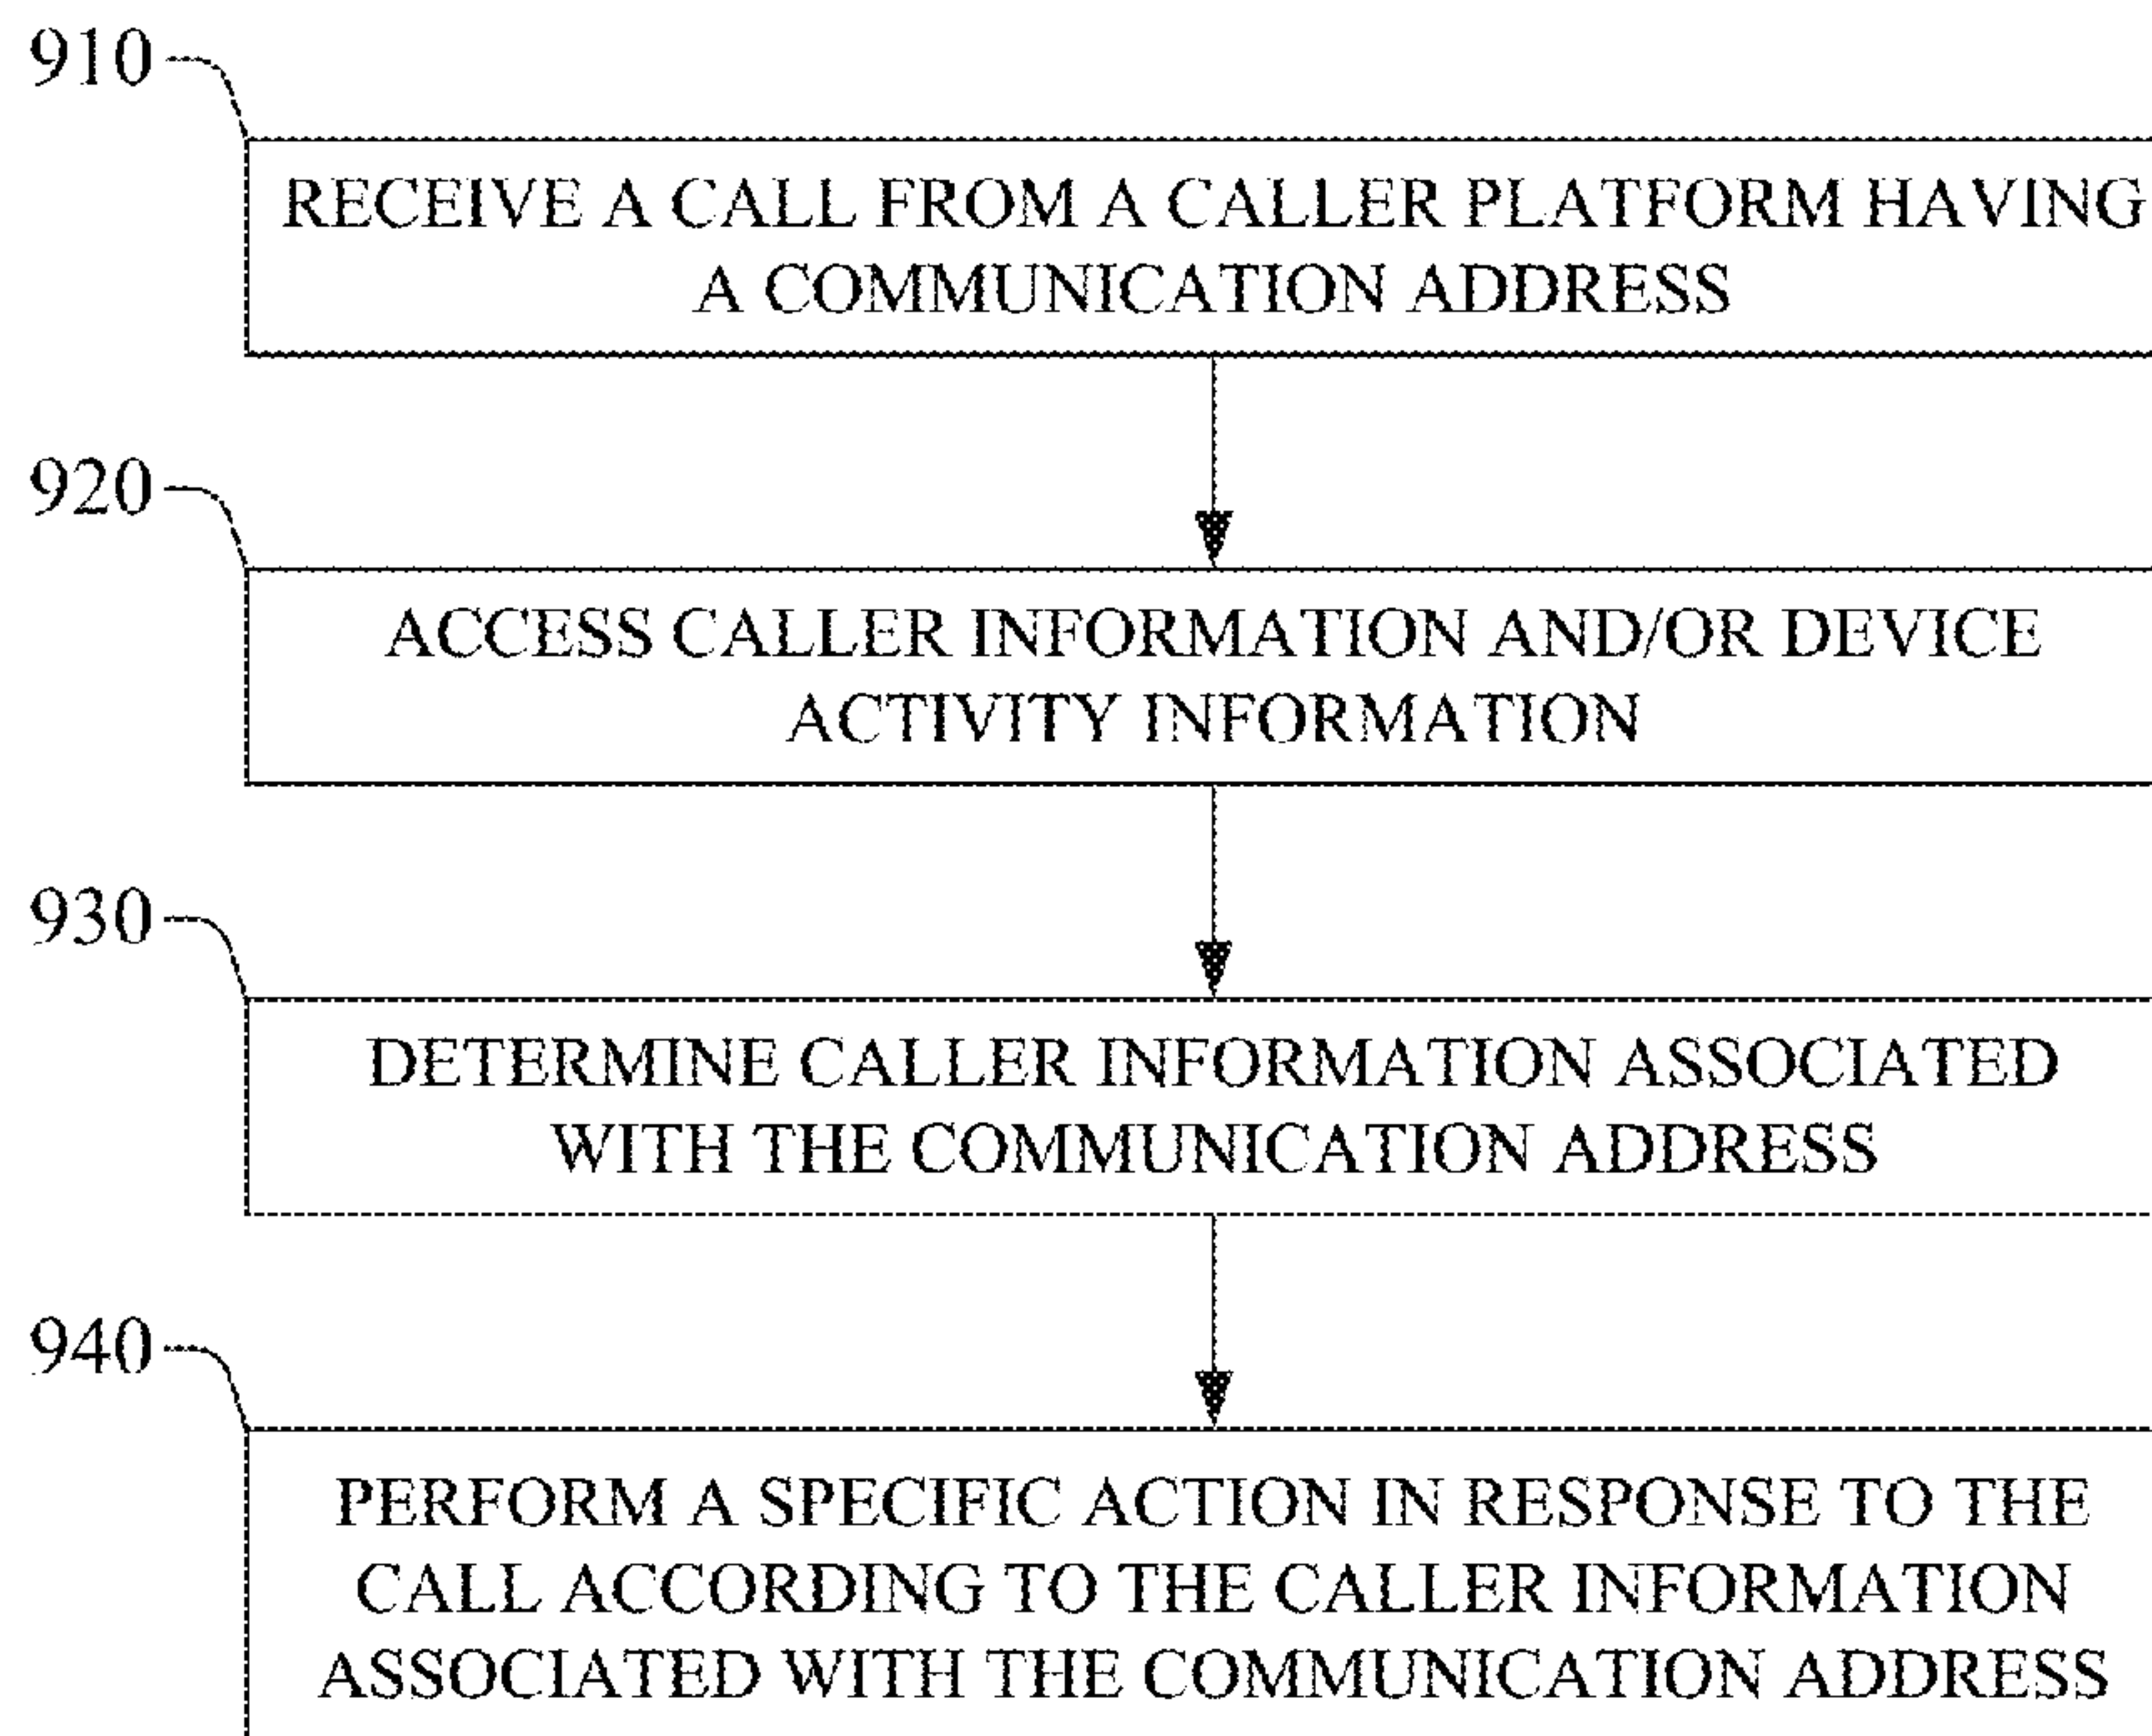 910
RECEIVE A CALL FROM A CALLER PLATFORM HAVING
A COMMUNICATION ADDRESS
920
ACCESS CALLER INFORMATION AND/OR DEVICE
ACTIVITY INFORMATION
930
DETERMINE CALLER INFORMATION ASSOCIATED
WITH THE COMMUNICATION ADDRESS
940
PERFORM A SPECIFIC ACTION IN RESPONSE TO THE
CALL ACCORDING TO THE CALLER INFORMATION
ASSOCIATED WITH THE COMMUNICATION ADDRESS